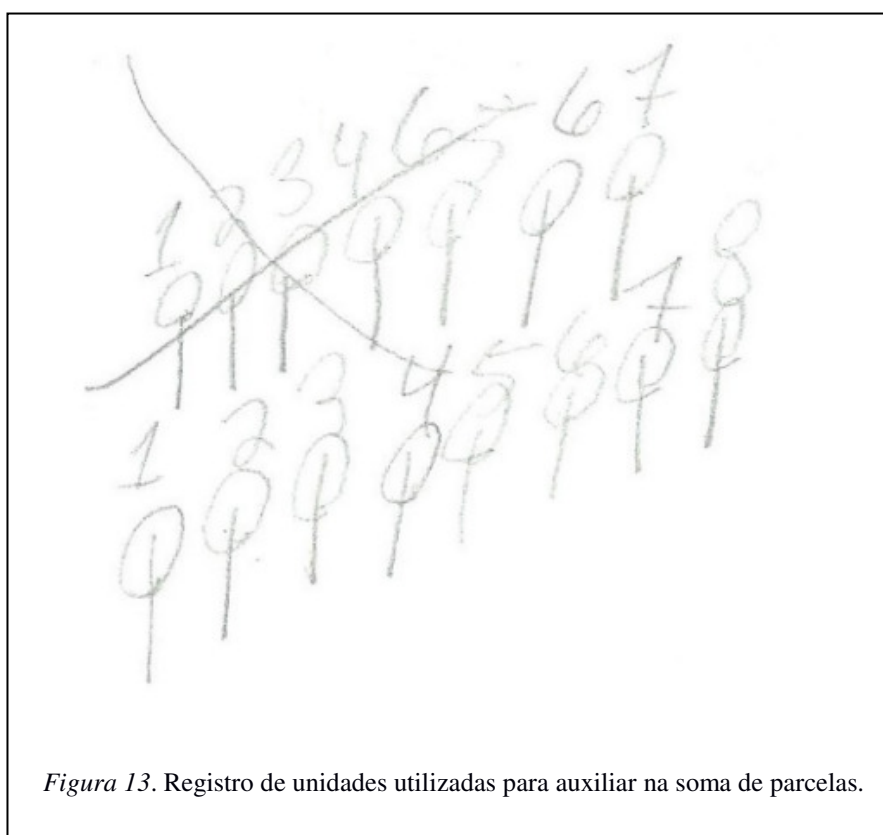 1 2 3 4 6 5 6 7
1 2 3 4 5 6 7 8
Figura 13. Registro de unidades utilizadas para auxiliar na soma de parcelas.